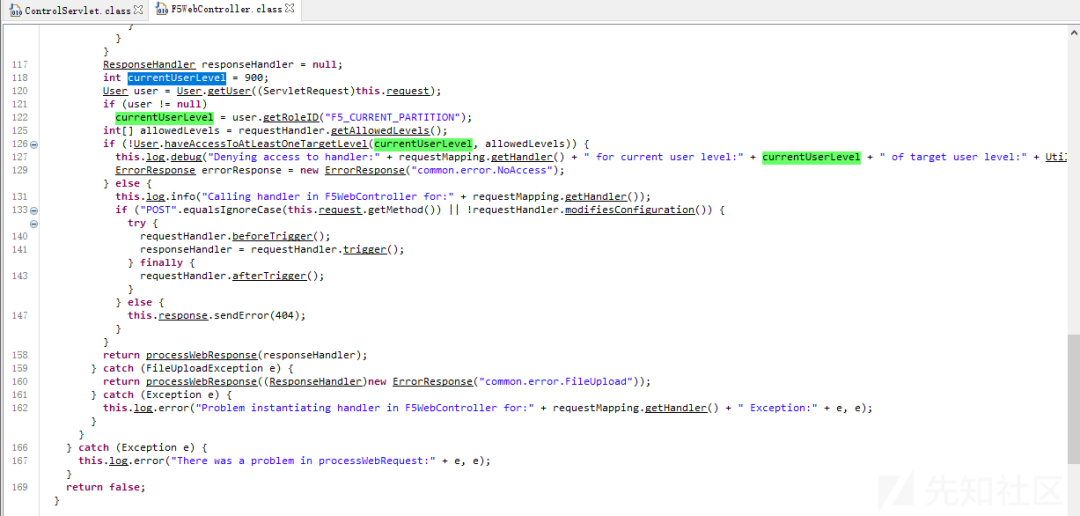 ControlServlet.class F5WebController.class
}
}
}
117 ResponseHandler responseHandler = null;
118 int currentUserLevel = 900;
120 User user = User.getUser((ServletRequest)this.request);
121 if (user != null)
122 currentUserLevel = user.getRoleID("F5_CURRENT_PARTITION");
125 int[] allowedLevels = requestHandler.getAllowedLevels();
126 if (!User.haveAccessToAtLeastOneTargetLevel(currentUserLevel, allowedLevels)) {
127 this.log.debug("Denying access to handler:" + requestMapping.getHandler() + " for current user level:" + currentUserLevel + " of target user level:" + Util
129 ErrorResponse errorResponse = new ErrorResponse("common.error.NoAccess");
} else {
131 this.log.info("Calling handler in F5WebController for:" + requestMapping.getHandler());
133 if ("POST".equalsIgnoreCase(this.request.getMethod()) || !requestHandler.modifiesConfiguration()) {
try {
140 requestHandler.beforeTrigger();
141 responseHandler = requestHandler.trigger();
} finally {
143 requestHandler.afterTrigger();
}
} else {
147 this.response.sendError(404);
}
}
158 return processWebResponse(responseHandler);
159 } catch (FileUploadException e) {
160 return processWebResponse((ResponseHandler)new ErrorResponse("common.error.FileUpload"));
161 } catch (Exception e) {
162 this.log.error("Problem instantiating handler in F5WebController for:" + requestMapping.getHandler() + " Exception:" + e, e);
}
}
166 } catch (Exception e) {
167 this.log.error("There was a problem in processWebRequest:" + e, e);
}
169 return false;
}
先知社区